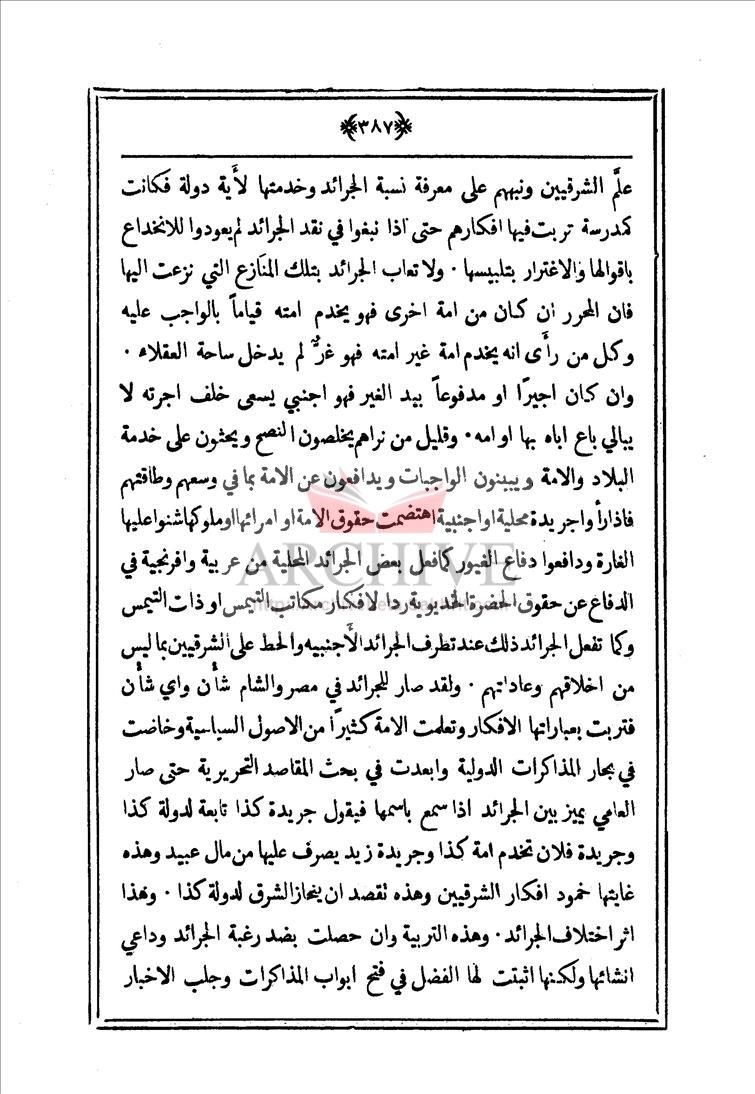 ﴿٣٨٧﴾
علَّم الشرقيين ونبههم على معرفة نسبة الجرائد وخدمتها لأية دولة فكانت
كمدرسة تربت فيها افكارهم حتى اذا نبغوا في نقد الجرائد لم يعودوا للانخداع
باقوالها والاغترار بتلبيسها . ولا تعاب الجرائد بتلك المنازع التي نزعت اليها
فان المحرر ان كان من امة اخرى فهو يخدم امته قياماً بالواجب عليه
وكل من رأى انه يخدم امة غير امته فهو غرٌّ لم يدخل ساحة العقلاء .
وان كان اجيرًا او مدفوعاً بيد الغير فهو اجنبي يسعى خلف اجرته لا
يبالي باع اباه بها او امه . وقليل من نراهم يخلصون النصح ويحثون على خدمة
البلاد والامة ويبينون الواجبات ويدافعون عن الامة بما في وسعهم وطاقتهم
فاذا رأوا جريدة محلية او اجنبية اهتضمت حقوق الامة او امرائها او ملوكها شنوا عليها
الغارة ودافعوا دفاع الغيور كما فعل بعض الجرائد المحلية من عربية وافرنجية في
الدفاع عن حقوق الحضرة الخديوية ردا لافكار مكاتب التيمس او ذات التيمس
وكما تفعل الجرائد ذلك عند تطرف الجرائد الأجنبيه والحط على الشرقيين بما ليس
من اخلاقهم وعاداتهم . ولقد صار للجرائد في مصر والشام شأن واي شأن
فتربت بعباراتها الافكار وتعلمت الامة كثيرًا من الاصول السياسية وخاضت
في بحار المذاكرات الدولية وابعدت في بحث المقاصد التحريرية حتى صار
العامي يميز بين الجرائد اذا سمع باسمها فيقول جريدة كذا تابعة لدولة كذا
وجريدة فلان تخدم امة كذا وجريدة زيد يصرف عليها من مال عبيد وهذه
غايتها خمود افكار الشرقيين وهذه تقصد ان ينحاز الشرق لدولة كذا . وهذا
اثر اختلاف الجرائد . وهذه التربية وان حصلت بضد رغبة الجرائد وداعي
انشائها ولكنها اثبتت لها الفضل في فتح ابواب المذاكرات وجلب الاخبار
ARCHIVE